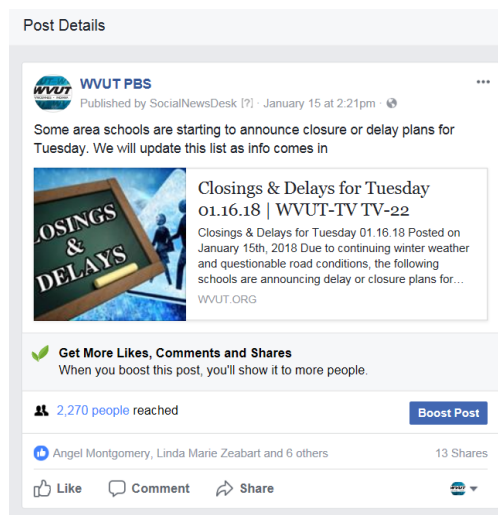 Post Details
WVUT
WVUT PBS
Published by SocialNewsDesk [?] · January 15 at 2:21pm ·
Some area schools are starting to announce closure or delay plans for
Tuesday. We will update this list as info comes in
LOSINGS
&
DELAYS
Closings & Delays for Tuesday
01.16.18 | WVUT-TV TV-22
Closings & Delays for Tuesday 01.16.18 Posted on
January 15th, 2018 Due to continuing winter weather
and questionable road conditions, the following
schools are announcing delay or closure plans for...
WVUT.ORG
Get More Likes, Comments and Shares
When you boost this post, you'll show it to more people.
2,270 people reached
Boost Post
Angel Montgomery, Linda Marie Zeabart and 6 others
13 Shares
Like Comment Share